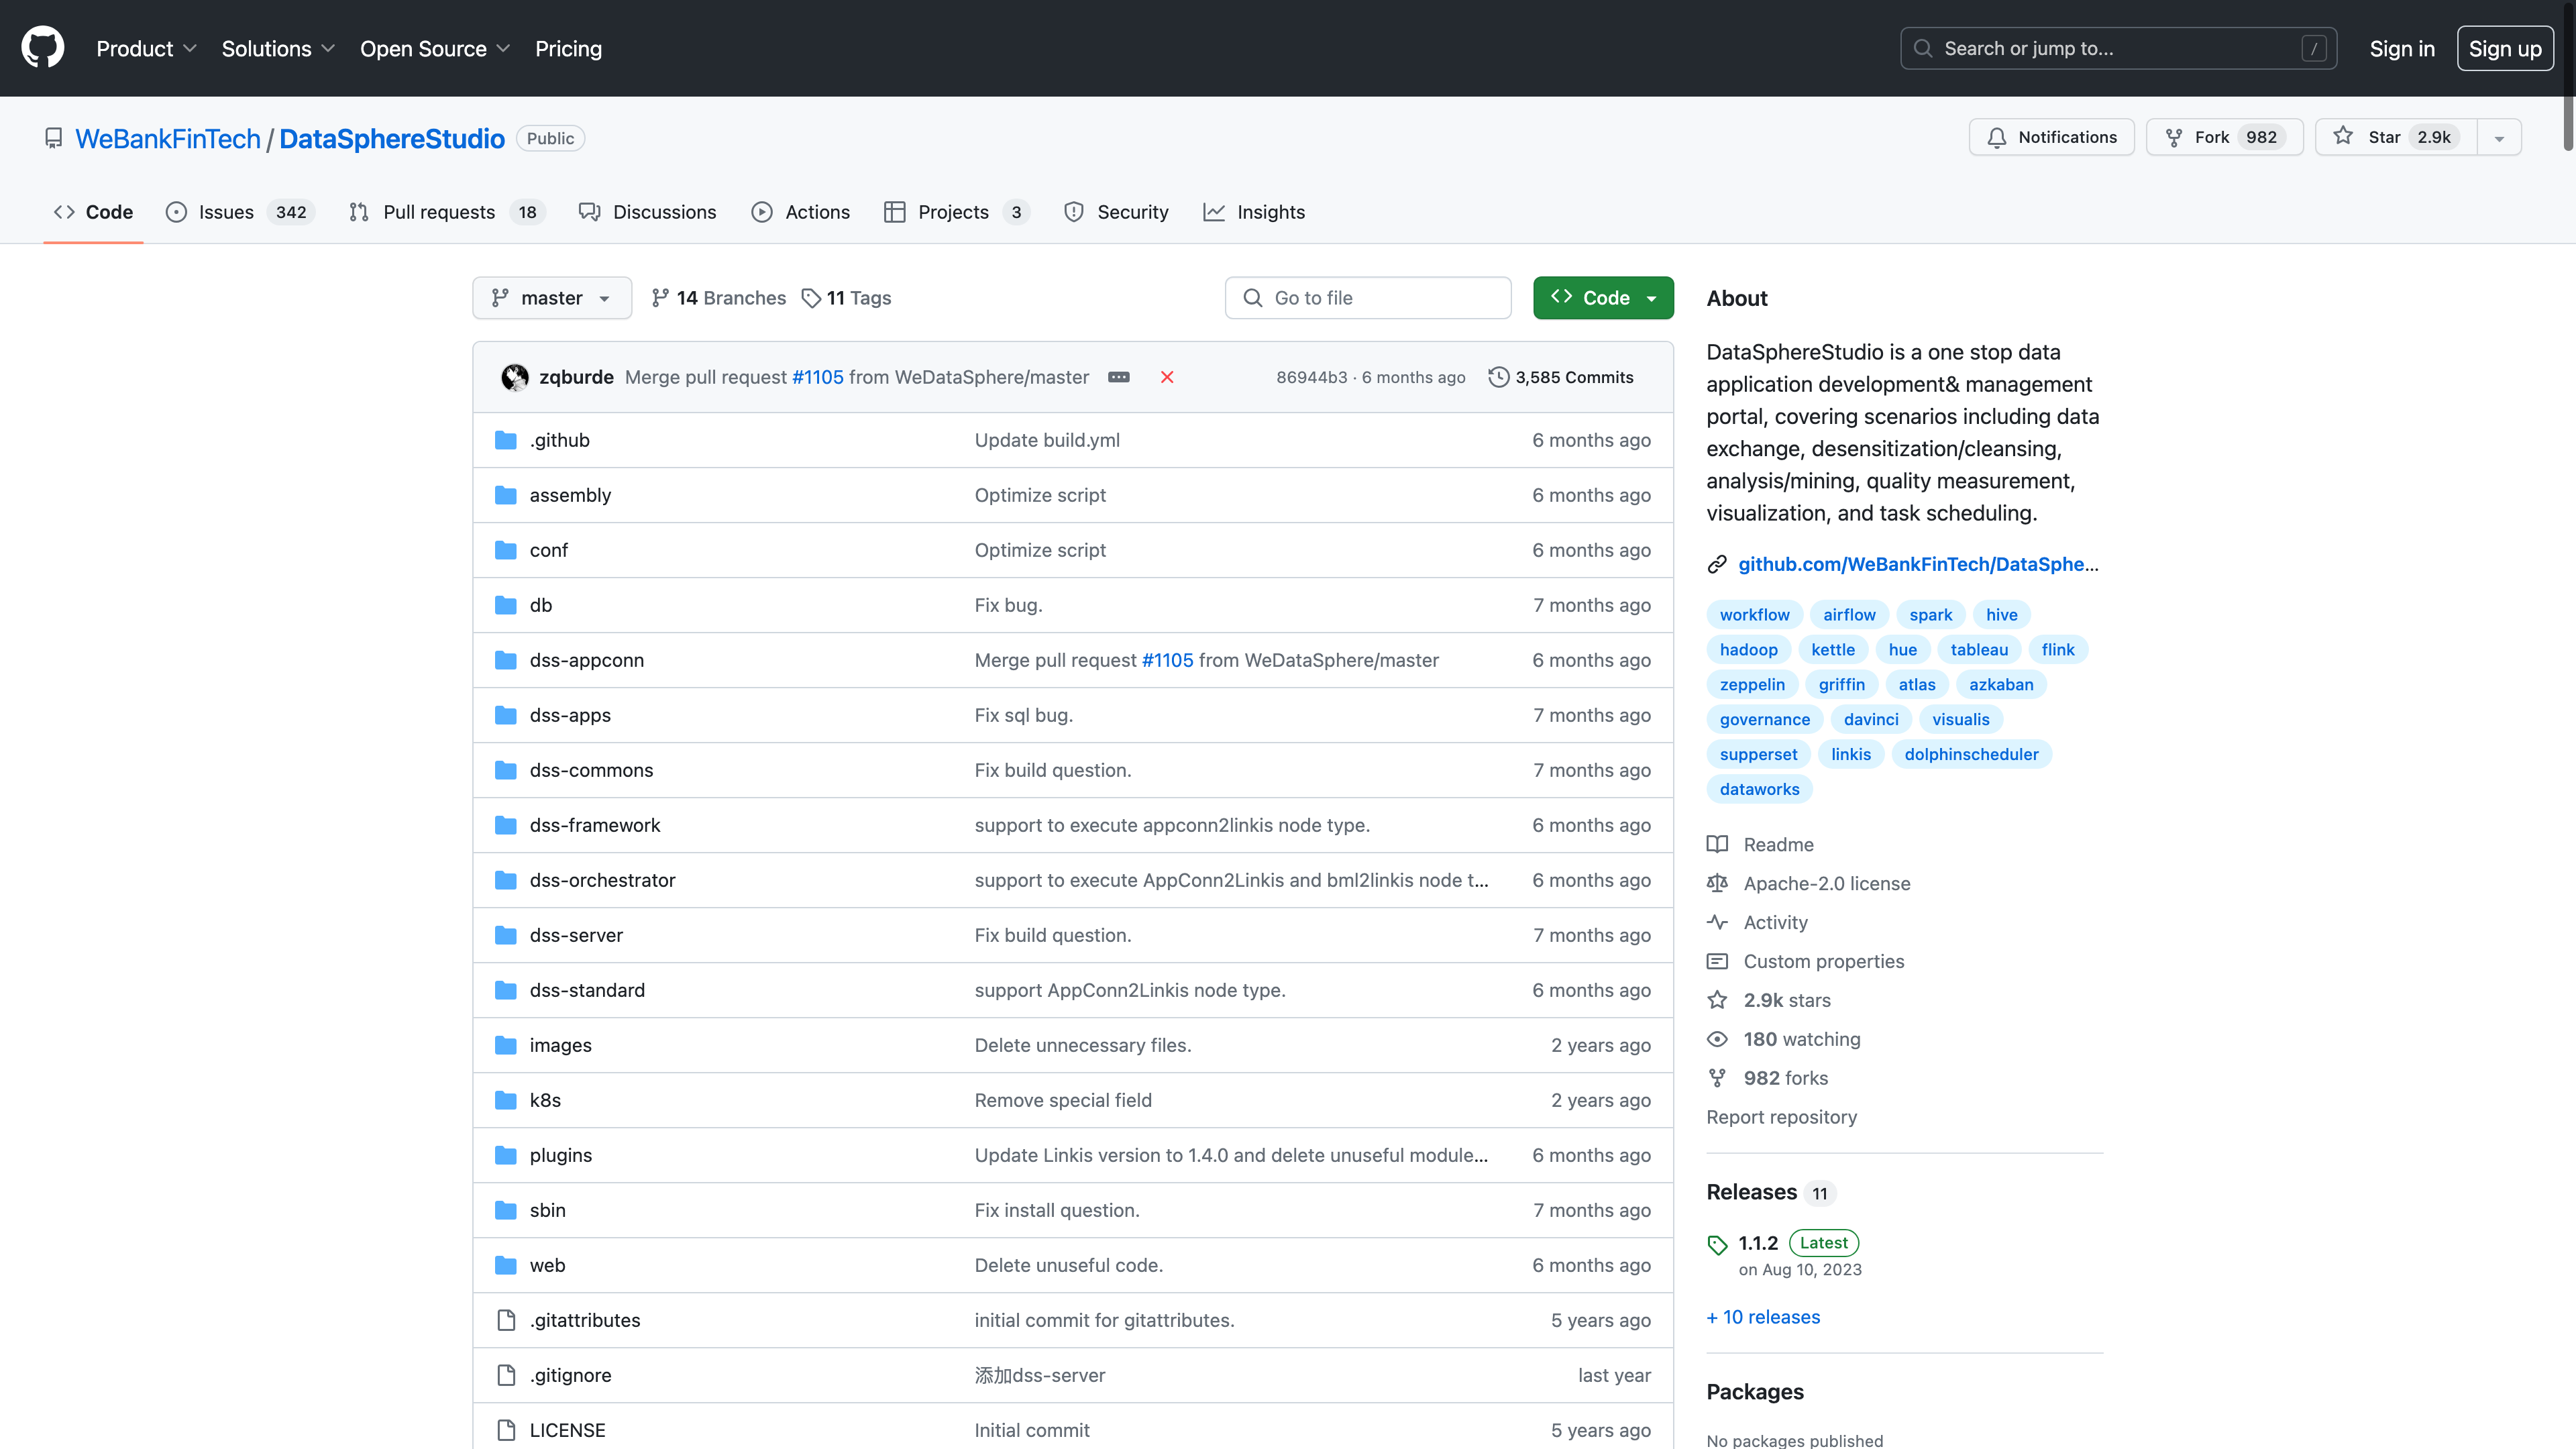 Product Solutions Open Source Pricing Search or jump to... / Sign in Sign up
WeBankFinTech / DataSphereStudio Public Notifications Fork 982 Star 2.9k
Code Issues 342 Pull requests 18 Discussions Actions Projects 3 Security Insights
master 14 Branches 11 Tags Go to file Code
zqburde Merge pull request #1105 from WeDataSphere/master 86944b3 · 6 months ago 3,585 Commits
.github Update build.yml 6 months ago
assembly Optimize script 6 months ago
conf Optimize script 6 months ago
db Fix bug. 7 months ago
dss-appconn Merge pull request #1105 from WeDataSphere/master 6 months ago
dss-apps Fix sql bug. 7 months ago
dss-commons Fix build question. 7 months ago
dss-framework support to execute appconn2linkis node type. 6 months ago
dss-orchestrator support to execute AppConn2Linkis and bml2linkis node t... 6 months ago
dss-server Fix build question. 7 months ago
dss-standard support AppConn2Linkis node type. 6 months ago
images Delete unnecessary files. 2 years ago
k8s Remove special field 2 years ago
plugins Update Linkis version to 1.4.0 and delete unuseful module... 6 months ago
sbin Fix install question. 7 months ago
web Delete unuseful code. 6 months ago
.gitattributes initial commit for gitattributes. 5 years ago
.gitignore 添加dss-server last year
LICENSE Initial commit 5 years ago
About
DataSphereStudio is a one stop data
application development& management
portal, covering scenarios including data
exchange, desensitization/cleansing,
analysis/mining, quality measurement,
visualization, and task scheduling.
github.com/WeBankFinTech/DataSphe...
workflow airflow spark hive
hadoop kettle hue tableau flink
zeppelin griffin atlas azkaban
governance davinci visualis
supperset linkis dolphinscheduler
dataworks
Readme
Apache-2.0 license
Activity
Custom properties
2.9k stars
180 watching
982 forks
Report repository
Releases 11
1.1.2 Latest
on Aug 10, 2023
+ 10 releases
Packages
No packages published